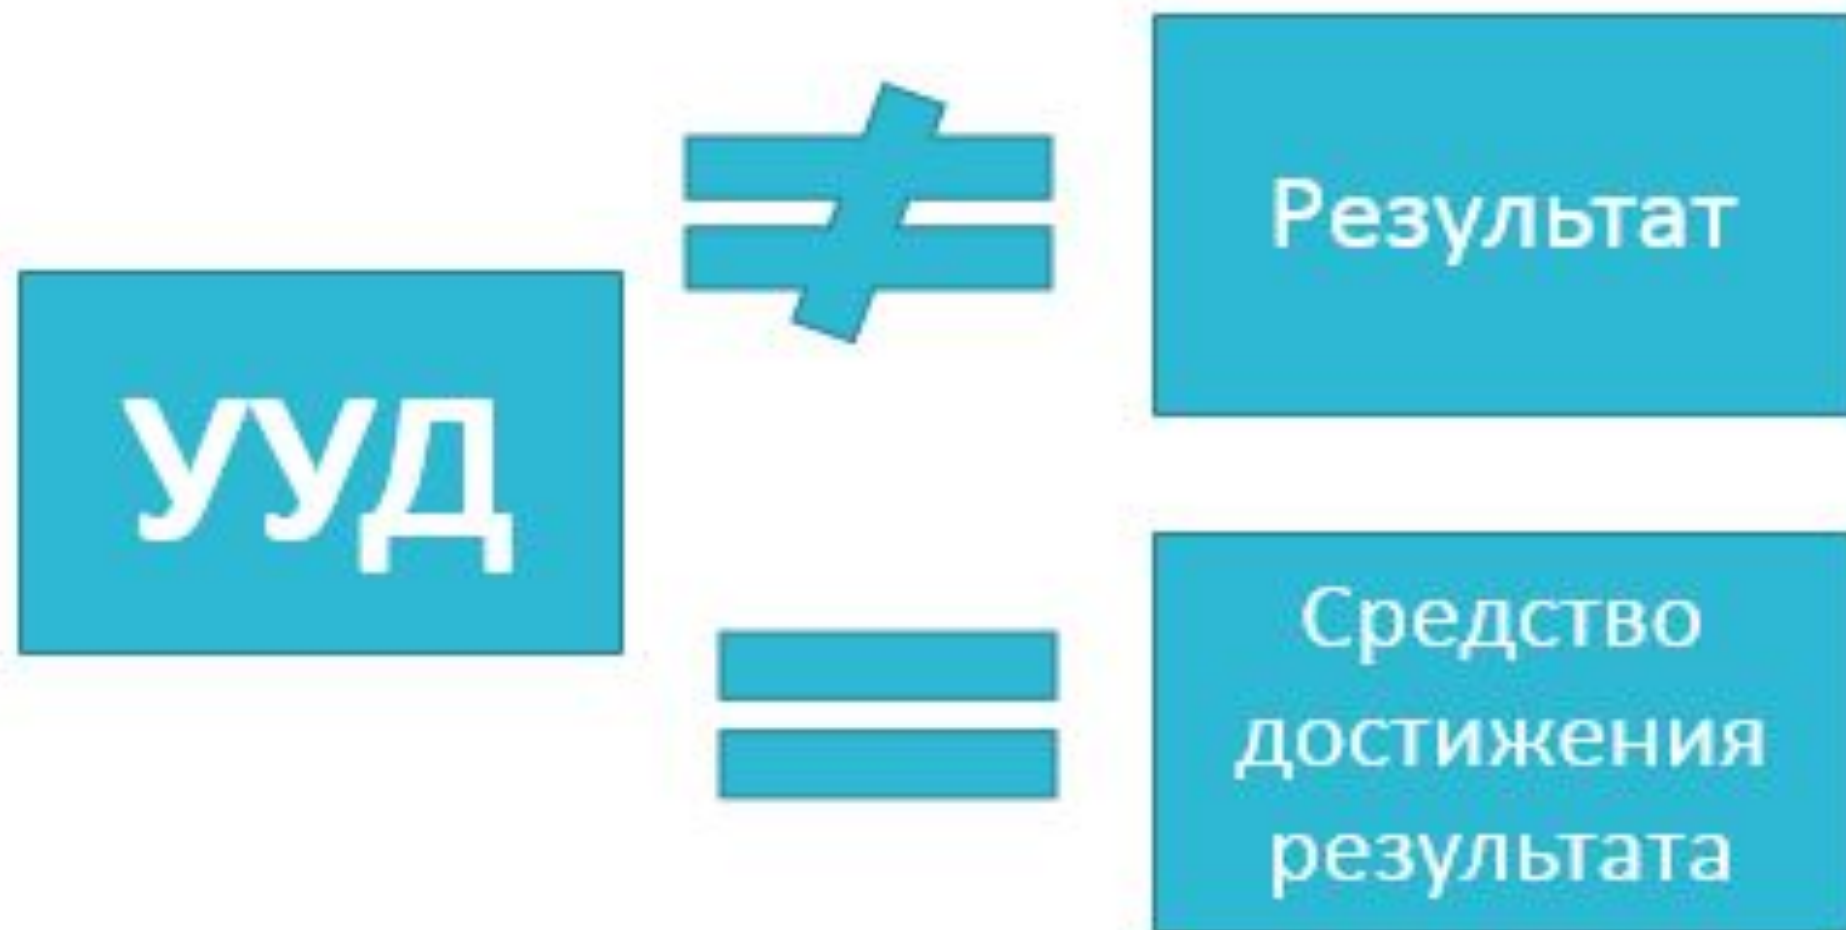 УУД
Результат
Средство
достижения
результата